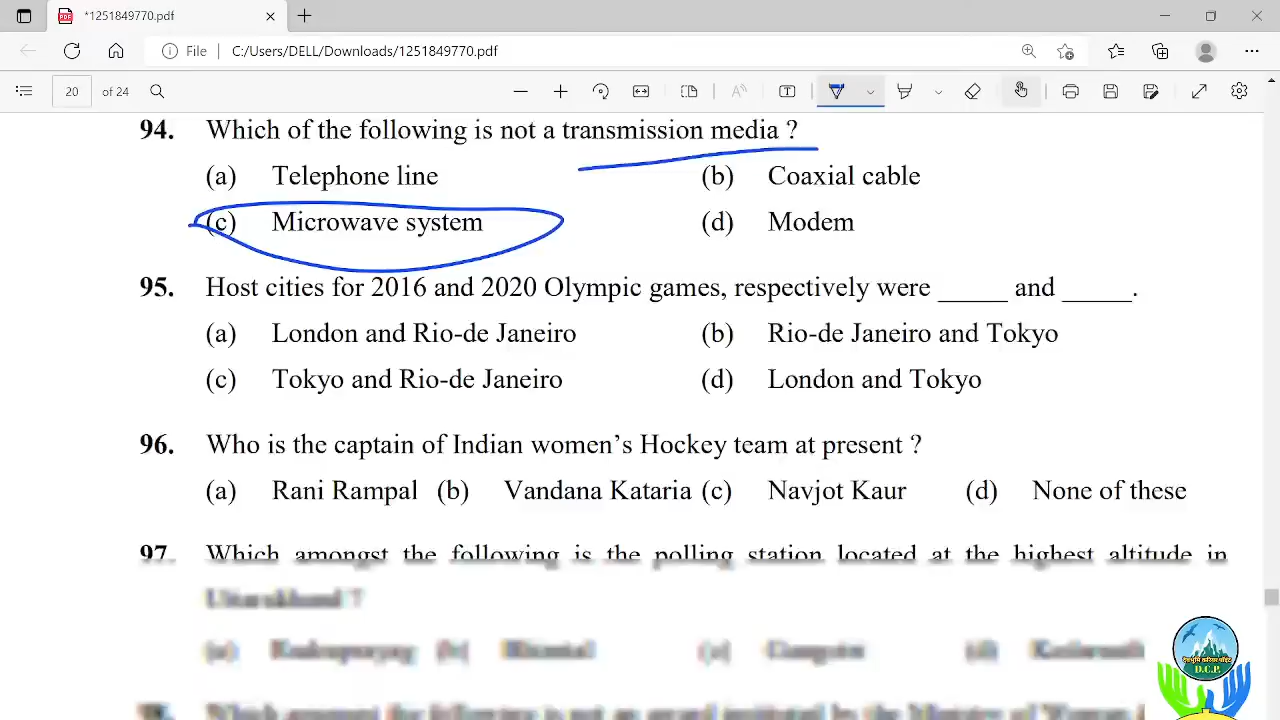 *1251849770.pdf
File
C:/Users/DELL/Downloads/1251849770.pdf
20 of 24
94. Which of the following is not a transmission media ?
(a) Telephone line (b) Coaxial cable
(c) Microwave system (d) Modem
95. Host cities for 2016 and 2020 Olympic games, respectively were _____ and _____.
(a) London and Rio-de Janeiro (b) Rio-de Janeiro and Tokyo
(c) Tokyo and Rio-de Janeiro (d) London and Tokyo
96. Who is the captain of Indian women’s Hockey team at present ?
(a) Rani Rampal (b) Vandana Kataria (c) Navjot Kaur (d) None of these
97. Which amongst the following is the polling station located at the highest altitude in
Uttarakhand ?
D.C.P.